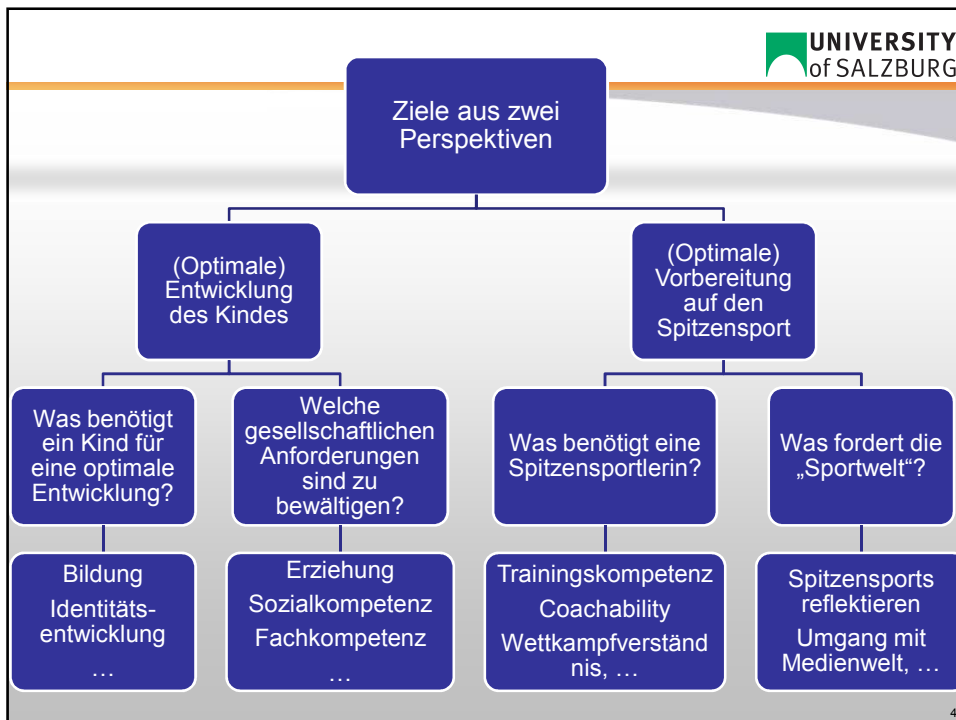 UNIVERSITY
of SALZBURG
Ziele aus zwei
Perspektiven
(Optimale)
Entwicklung
des Kindes
(Optimale)
Vorbereitung
auf den
Spitzensport
Was benötigt
ein Kind für
eine optimale
Entwicklung?
Welche
gesellschaftlichen
Anforderungen
sind zu
bewältigen?
Was benötigt eine
Spitzensportlerin?
Was fordert die
„Sportwelt“?
Bildung
Identitäts-
entwicklung
…
Erziehung
Sozialkompetenz
Fachkompetenz
…
Trainingskompetenz
Coachability
Wettkampfverständ
nis, …
Spitzensports
reflektieren
Umgang mit
Medienwelt, …
4